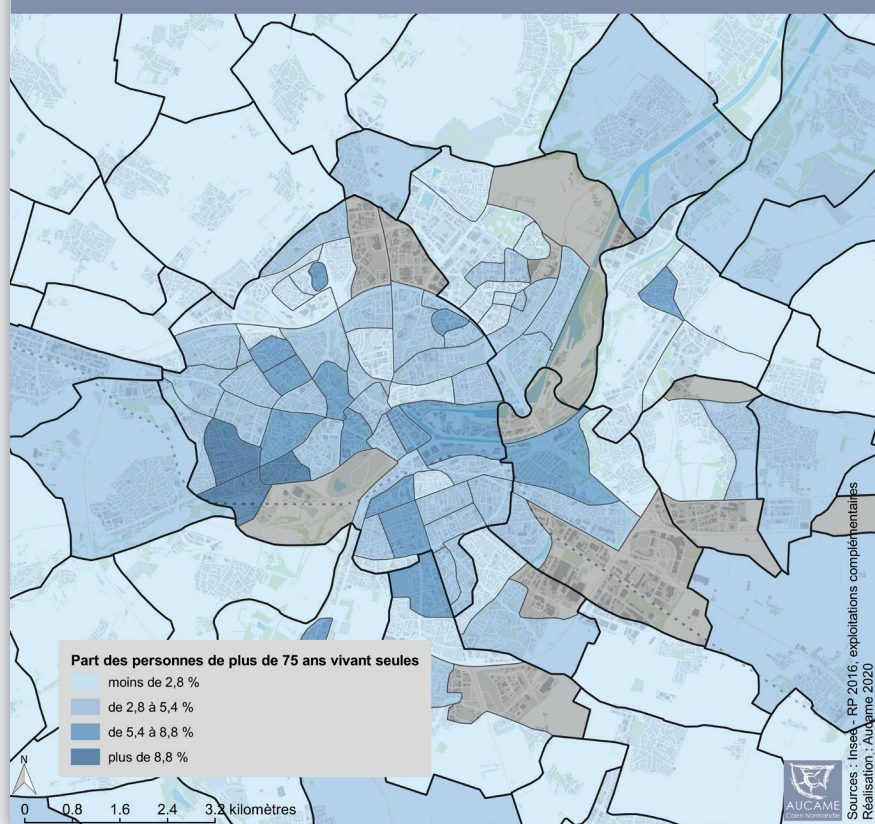 Part des personnes de plus de 75 ans vivant seules
moins de 2,8 %
de 2,8 à 5,4 %
de 5,4 à 8,8 %
plus de 8,8 %
N
0 0.8 1.6 2.4 3.2 kilomètres
AUCAME
Caen Normandie
Sources : Insee - RP 2016, exploitations complémentaires
Réalisation : Aucame 2020